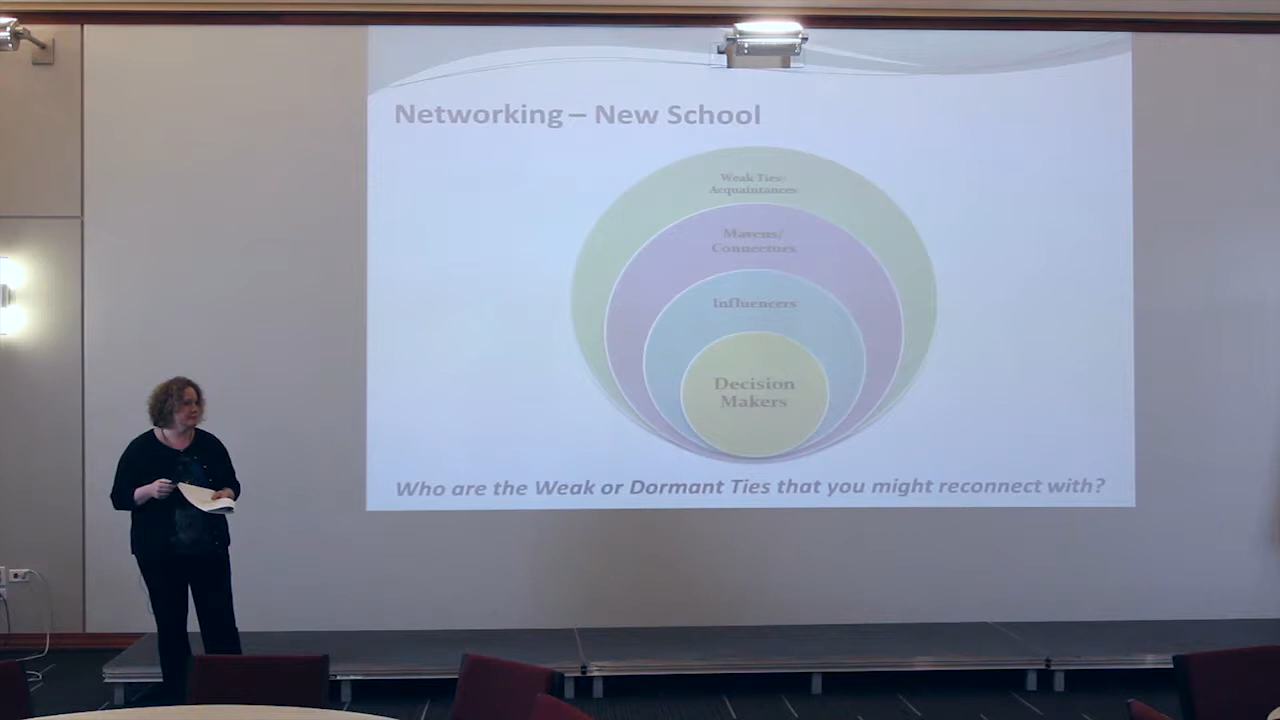 Networking – New School
Weak Ties/
Acquaintances
Mavens/
Connectors
Influencers
Decision
Makers
Who are the Weak or Dormant Ties that you might reconnect with?